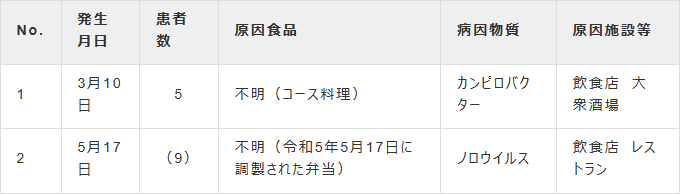 No. 発生月日 患者数 原因食品 病因物質 原因施設等
1 3月10日 5 不明（コース料理） カンピロバクター 飲食店　大衆酒場
2 5月17日 （9） 不明（令和5年5月17日に調製された弁当） ノロウイルス 飲食店　レストラン